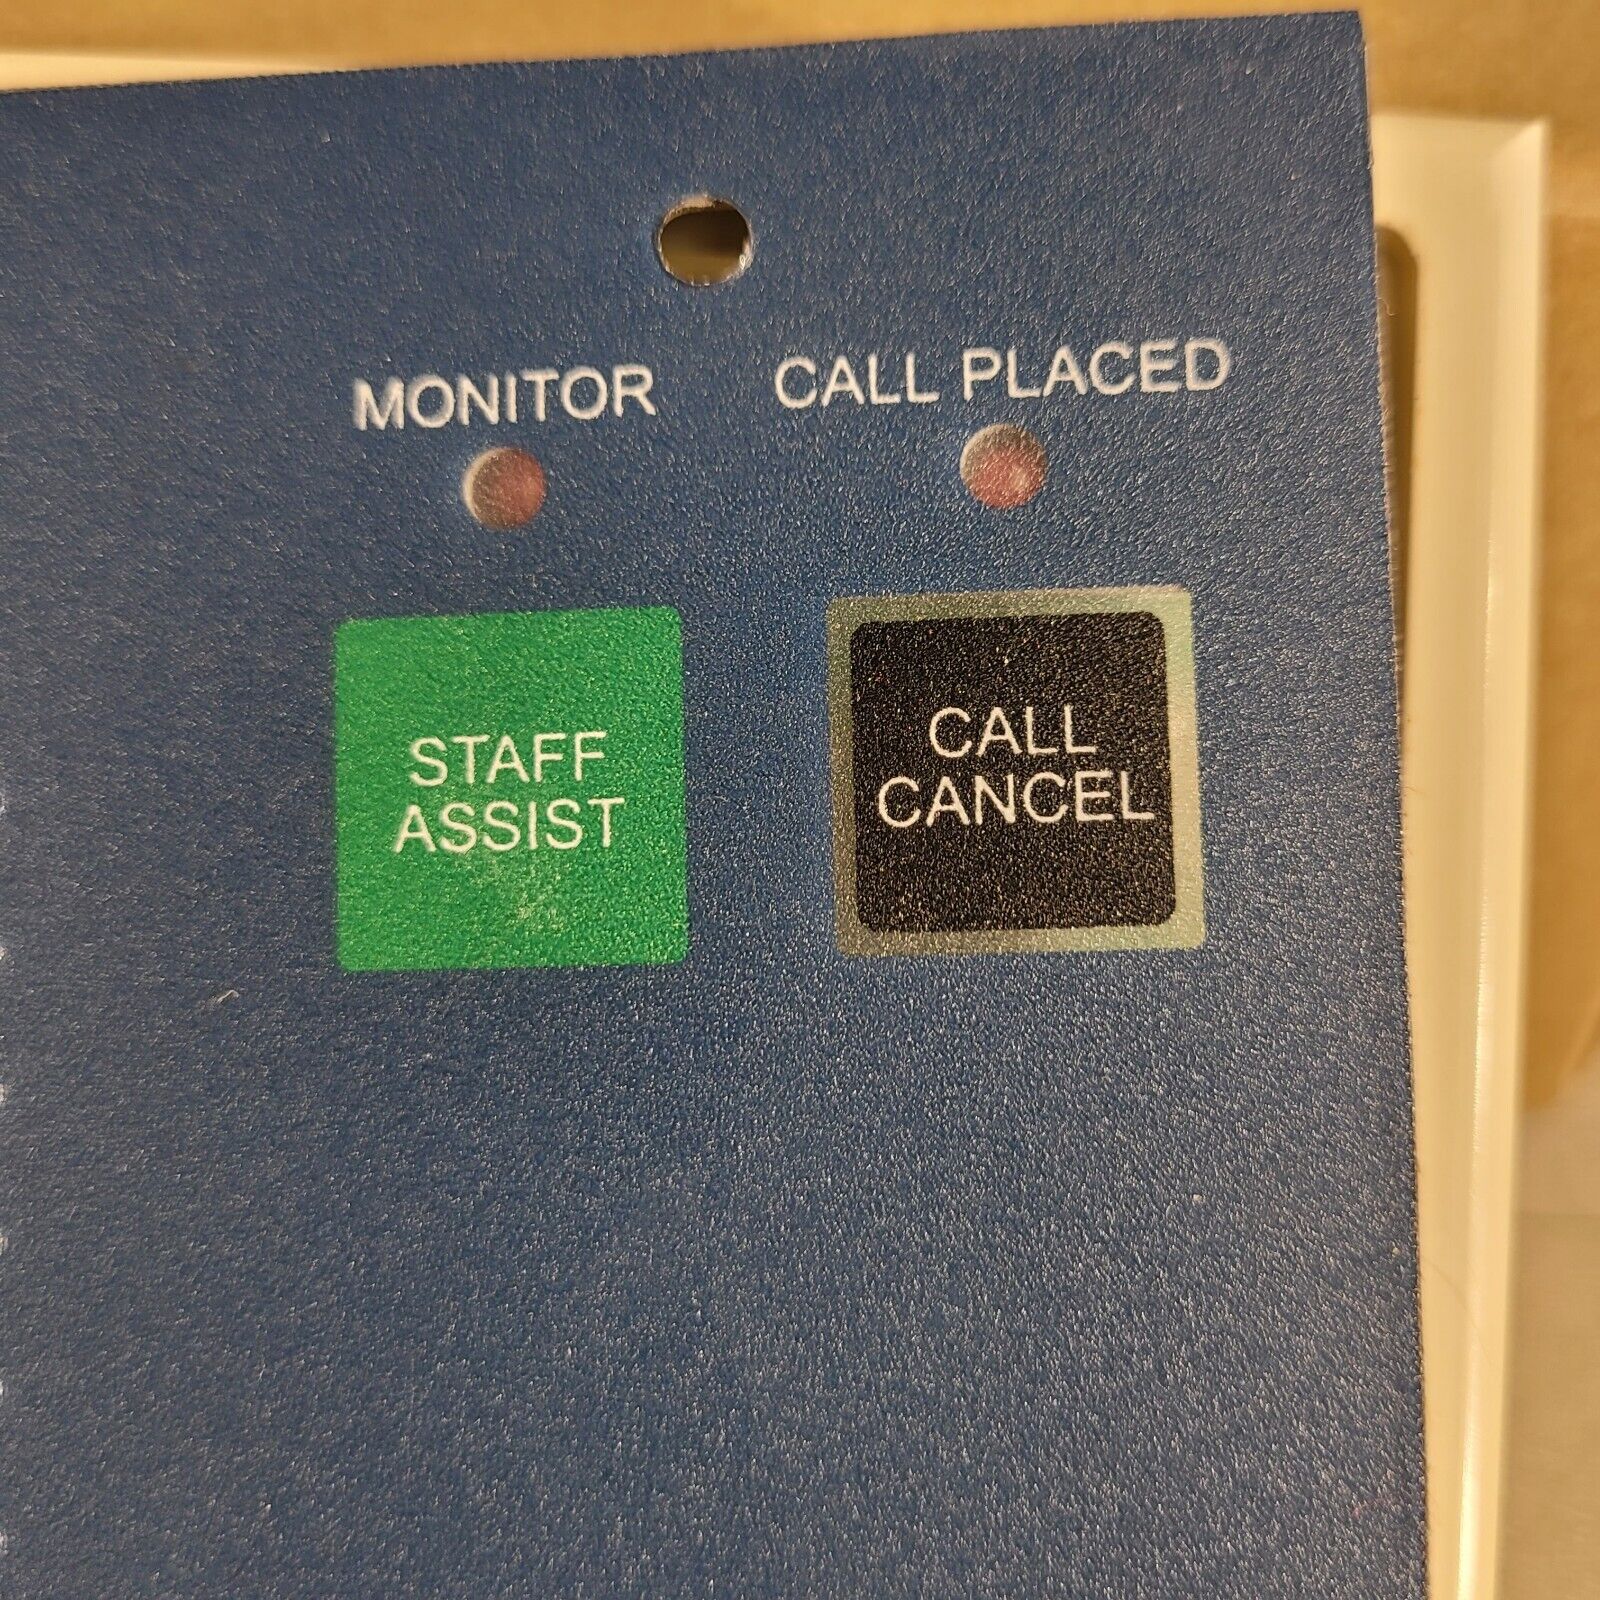 MONITOR
CALL PLACED
STAFF
ASSIST
CALL
CANCEL